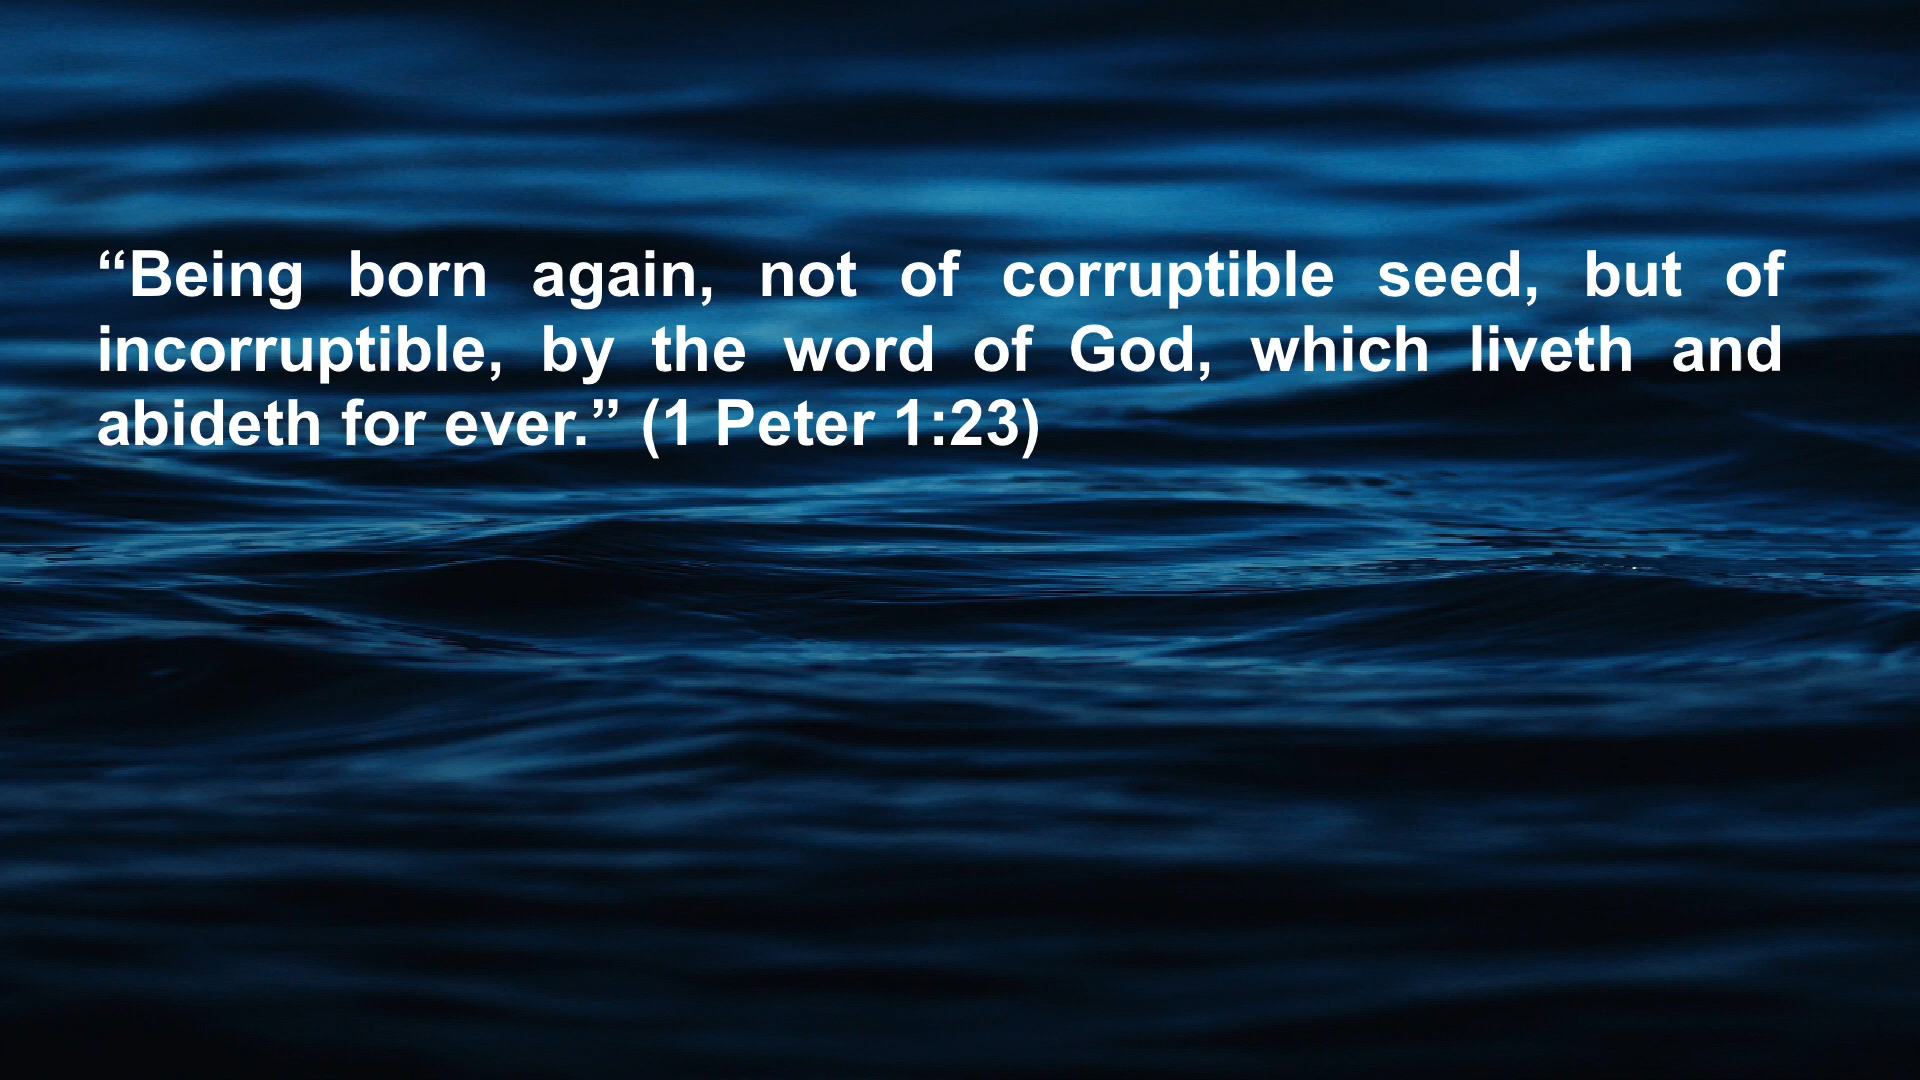 “Being born again, not of corruptible seed, but of
incorruptible, by the word of God, which liveth and
abideth for ever.” (1 Peter 1:23)